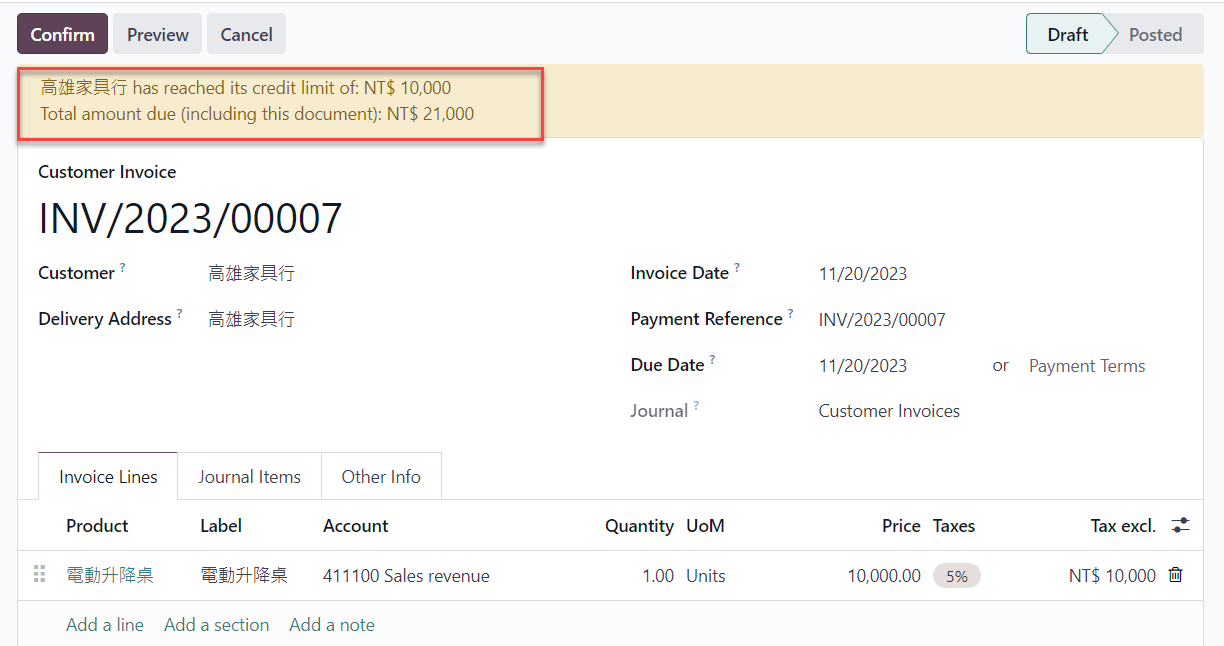 Confirm Preview Cancel Draft Posted
高雄家具行 has reached its credit limit of: NT$ 10,000
Total amount due (including this document): NT$ 21,000
Customer Invoice
INV/2023/00007
Customer ? 高雄家具行 Invoice Date ? 11/20/2023
Delivery Address ? 高雄家具行 Payment Reference ? INV/2023/00007
Due Date ? 11/20/2023 or Payment Terms
Journal ? Customer Invoices
Invoice Lines Journal Items Other Info
Product Label Account Quantity UoM Price Taxes Tax excl.
電動升降桌 電動升降桌 411100 Sales revenue 1.00 Units 10,000.00 5% NT$ 10,000
Add a line Add a section Add a note